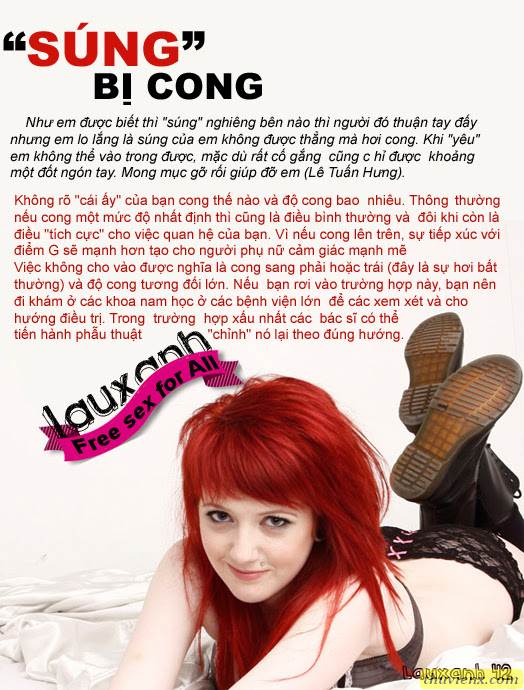 “SÚNG”
BỊ CONG
Như em được biết thì "súng" nghiêng bên nào thì người đó thuận tay đấy
nhưng em lo lắng là súng của em không được thẳng mà hơi cong. Khi "yêu"
em không thể vào trong được, mặc dù rất cố gắng cũng c hỉ được khoảng
một đốt ngón tay. Mong mục gỡ rối giúp đỡ em (Lê Tuấn Hưng).
Không rõ "cái ấy" của bạn cong thế nào và độ cong bao nhiêu. Thông thường
nếu cong một mức độ nhất định thì cũng là điều bình thường và đôi khi còn là
điều "tích cực" cho việc quan hệ của bạn. Vì nếu cong lên trên, sự tiếp xúc với
điểm G sẽ mạnh hơn tạo cho người phụ nữ cảm giác mạnh mẽ
Việc không cho vào được nghĩa là cong sang phải hoặc trái (đây là sự hơi bất
thường) và độ cong tương đối lớn. Nếu bạn rơi vào trường hợp này, bạn nên
đi khám ở các khoa nam học ở các bệnh viện lớn để các xem xét và cho
hướng điều trị. Trong trường hợp xấu nhất các bác sĩ có thể
tiến hành phẫu thuật "chỉnh" nó lại theo đúng hướng.
Lauxanh
Free sex for All
Lauxanh 42
thuvienx.com